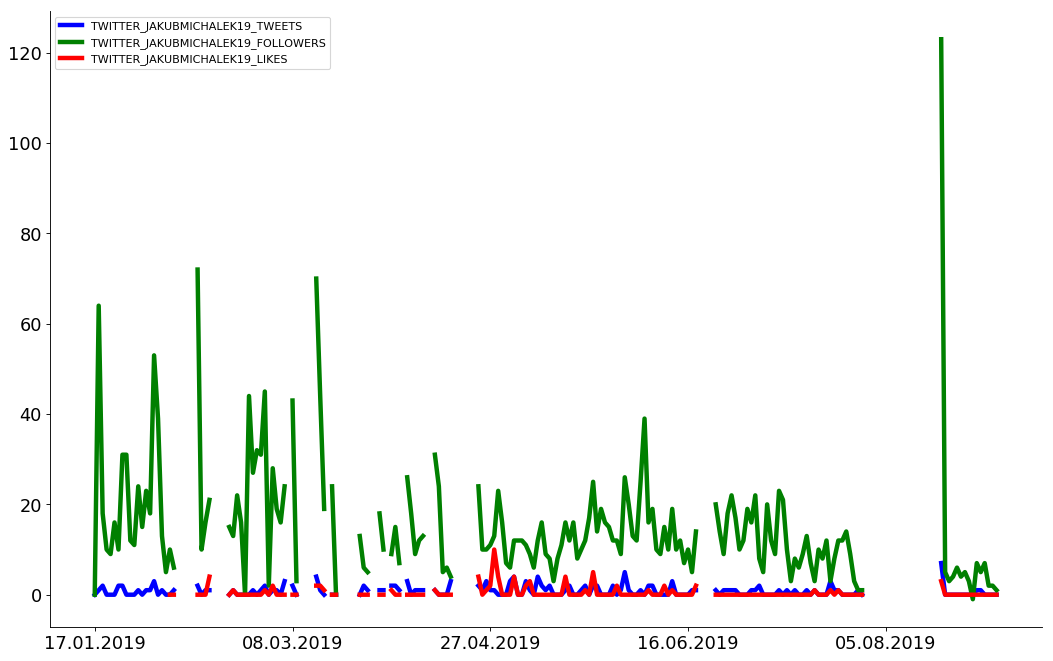 TWITTER_JAKUBMICHALEK19_TWEETS
TWITTER_JAKUBMICHALEK19_FOLLOWERS
TWITTER_JAKUBMICHALEK19_LIKES
120
100
80
60
40
20
0
17.01.2019 08.03.2019 27.04.2019 16.06.2019 05.08.2019